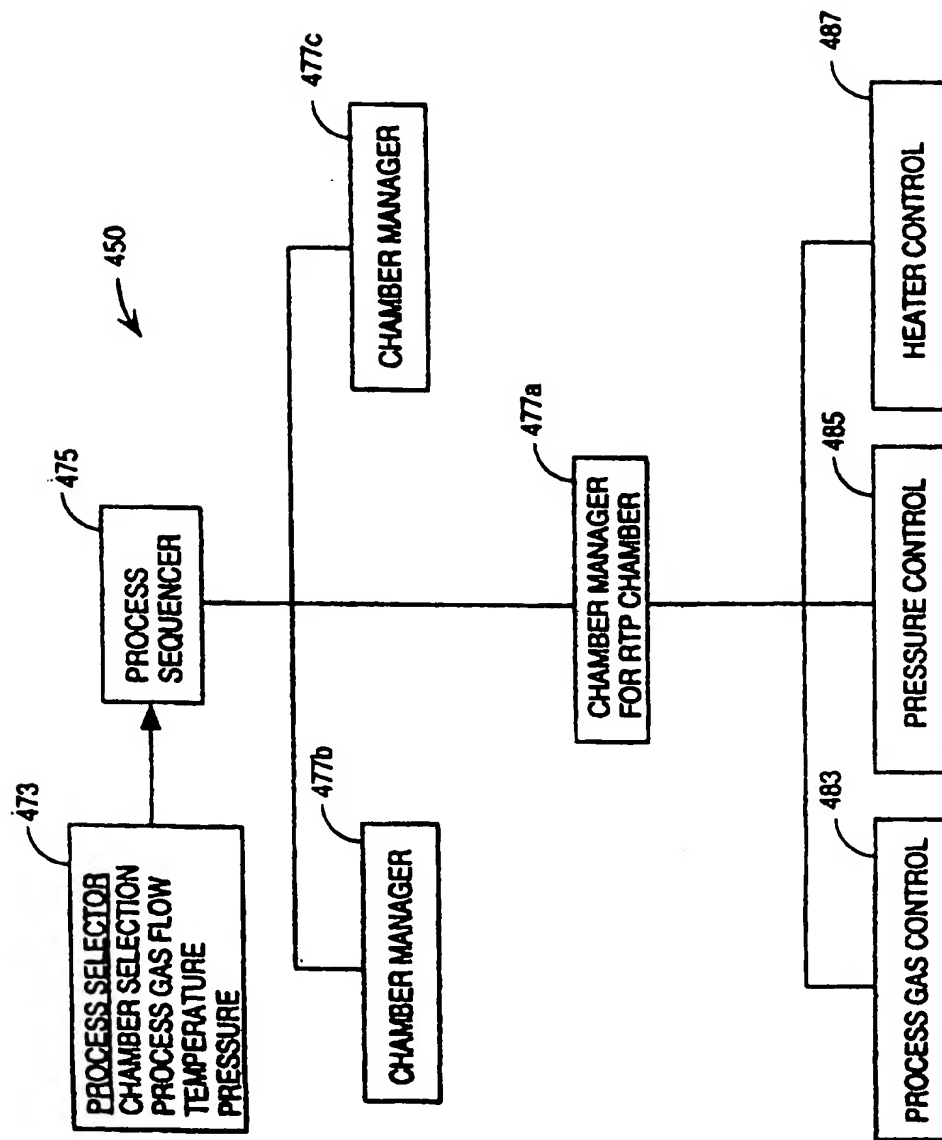 450
473
PROCESS SELECTOR
CHAMBER SELECTION
PROCESS GAS FLOW
TEMPERATURE
PRESSURE
475
PROCESS
SEQUENCER
477b
CHAMBER MANAGER
477c
CHAMBER MANAGER
477a
CHAMBER MANAGER
FOR RTP CHAMBER
483
PROCESS GAS CONTROL
485
PRESSURE CONTROL
487
HEATER CONTROL